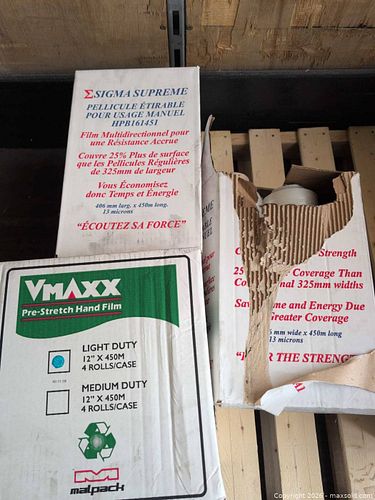 ΣSIGMA SUPREME
PELLICULE ÉTIRABLE
POUR USAGE MANUEL
HPB161451
Film Multidirectionnel pour
une Résistance Accrue
Couvre 25% Plus de surface
que les Pellicules Régulières
de 325mm de largeur
Vous Économisez
donc Temps et Énergie
406 mm larg. x 450m long.
13 microns
"ÉCOUTEZ SA FORCE"
Strength
Coverage Than
325mm widths
and Energy Due
Greater Coverage
mm wide x 450m long
13 microns
THE STRENG
VMAXX
Pre-Stretch Hand Film
LIGHT DUTY
12" X 450M
4 ROLLS/CASE
MEDIUM DUTY
12" X 450M
4 ROLLS/CASE
malpack
Copyright 2026 - maxsold.com